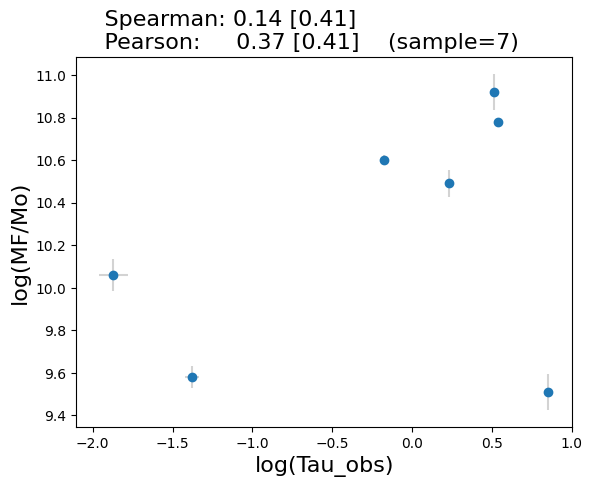 Spearman: 0.14 [0.41]
Pearson: 0.37 [0.41] (sample=7)
11.0
10.8
10.6
10.4
10.2
10.0
9.8
9.6
9.4
log(MF/Mo)
−2.0 −1.5 −1.0 −0.5 0.0 0.5 1.0
log(Tau_obs)